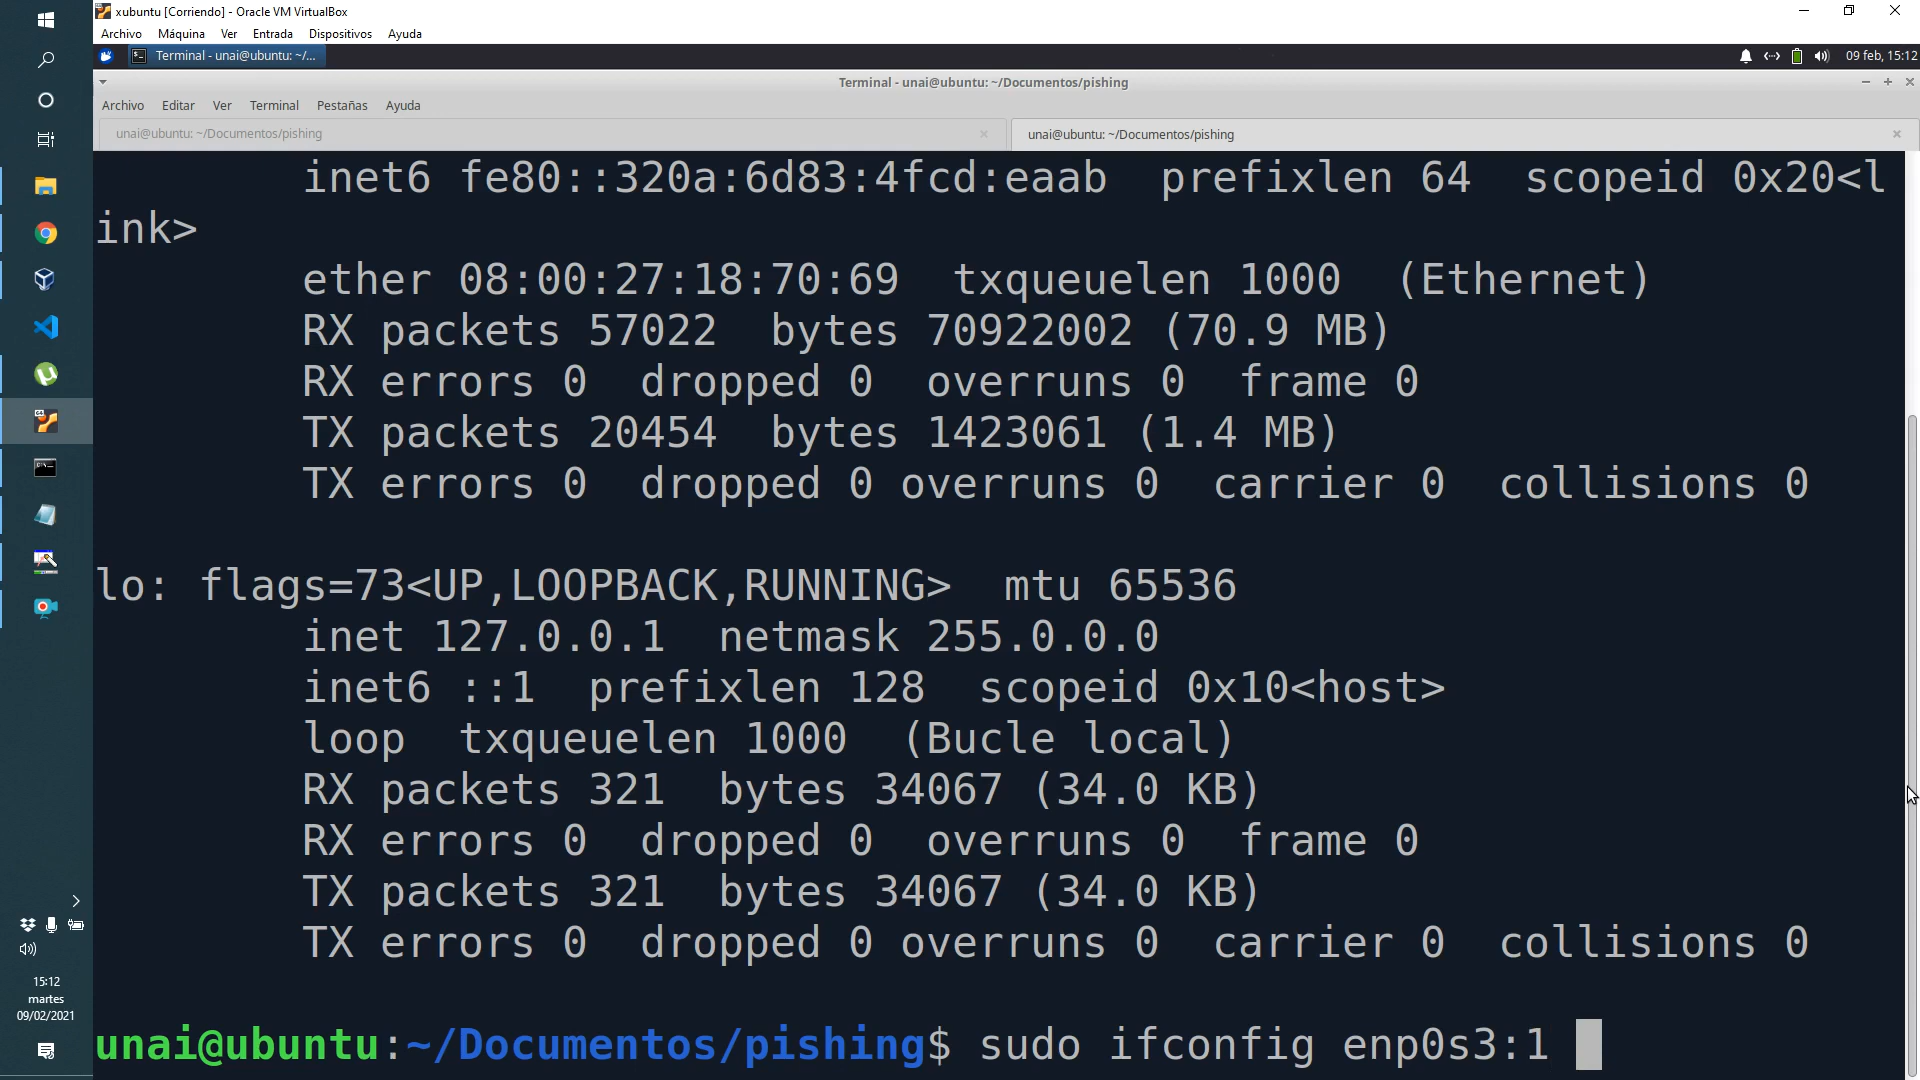 xubuntu [Corriendo] - Oracle VM VirtualBox
Archivo Máquina Ver Entrada Dispositivos Ayuda
Terminal - unai@ubuntu: ~/...
09 feb, 15:12
Terminal - unai@ubuntu: ~/Documentos/pishing
Archivo Editar Ver Terminal Pestañas Ayuda
unai@ubuntu: ~/Documentos/pishing
unai@ubuntu: ~/Documentos/pishing
inet6 fe80::320a:6d83:4fcd:eaab prefixlen 64 scopeid 0x20<l
ink>
ether 08:00:27:18:70:69 txqueuelen 1000 (Ethernet)
RX packets 57022 bytes 70922002 (70.9 MB)
RX errors 0 dropped 0 overruns 0 frame 0
TX packets 20454 bytes 1423061 (1.4 MB)
TX errors 0 dropped 0 overruns 0 carrier 0 collisions 0
lo: flags=73<UP,LOOPBACK,RUNNING> mtu 65536
inet 127.0.0.1 netmask 255.0.0.0
inet6 ::1 prefixlen 128 scopeid 0x10<host>
loop txqueuelen 1000 (Bucle local)
RX packets 321 bytes 34067 (34.0 KB)
RX errors 0 dropped 0 overruns 0 frame 0
TX packets 321 bytes 34067 (34.0 KB)
TX errors 0 dropped 0 overruns 0 carrier 0 collisions 0
unai@ubuntu:~/Documentos/pishing$ sudo ifconfig enp0s3:1
15:12
martes
09/02/2021